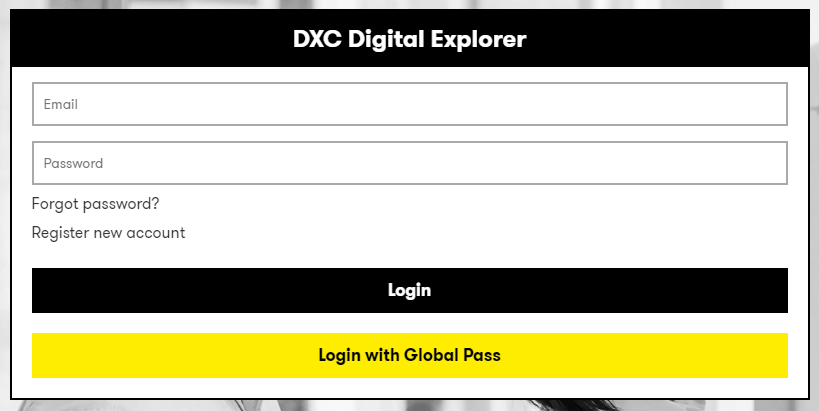 DXC Digital Explorer
Email
Password
Forgot password?
Register new account
Login
Login with Global Pass